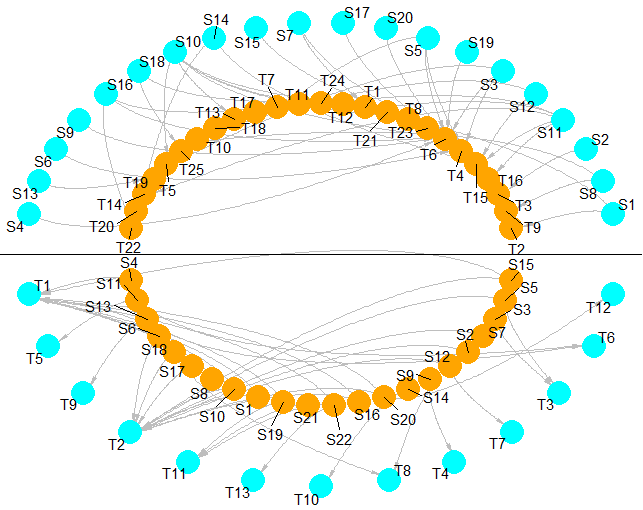 S14
S10
S15
S7
S17
S20
S5
S18
S19
S16
S3
S9
S12
S11
S6
S2
S13
S8
S4
S1
T24
T7
T11
T1
T17
T12
T8
T13
T18
T21
T23
T10
T6
T25
T4
T5
T15
T19
T16
T14
T3
T20
T9
T22
T2
S4
S15
T1
S11
S5
T12
S13
S3
S6
S7
T6
S2
S18
T5
S12
S17
S9
S8
S14
T9
S10
S1
S16
S20
T3
S19
S21
S22
T2
T7
T11
T8
T4
T13
T10